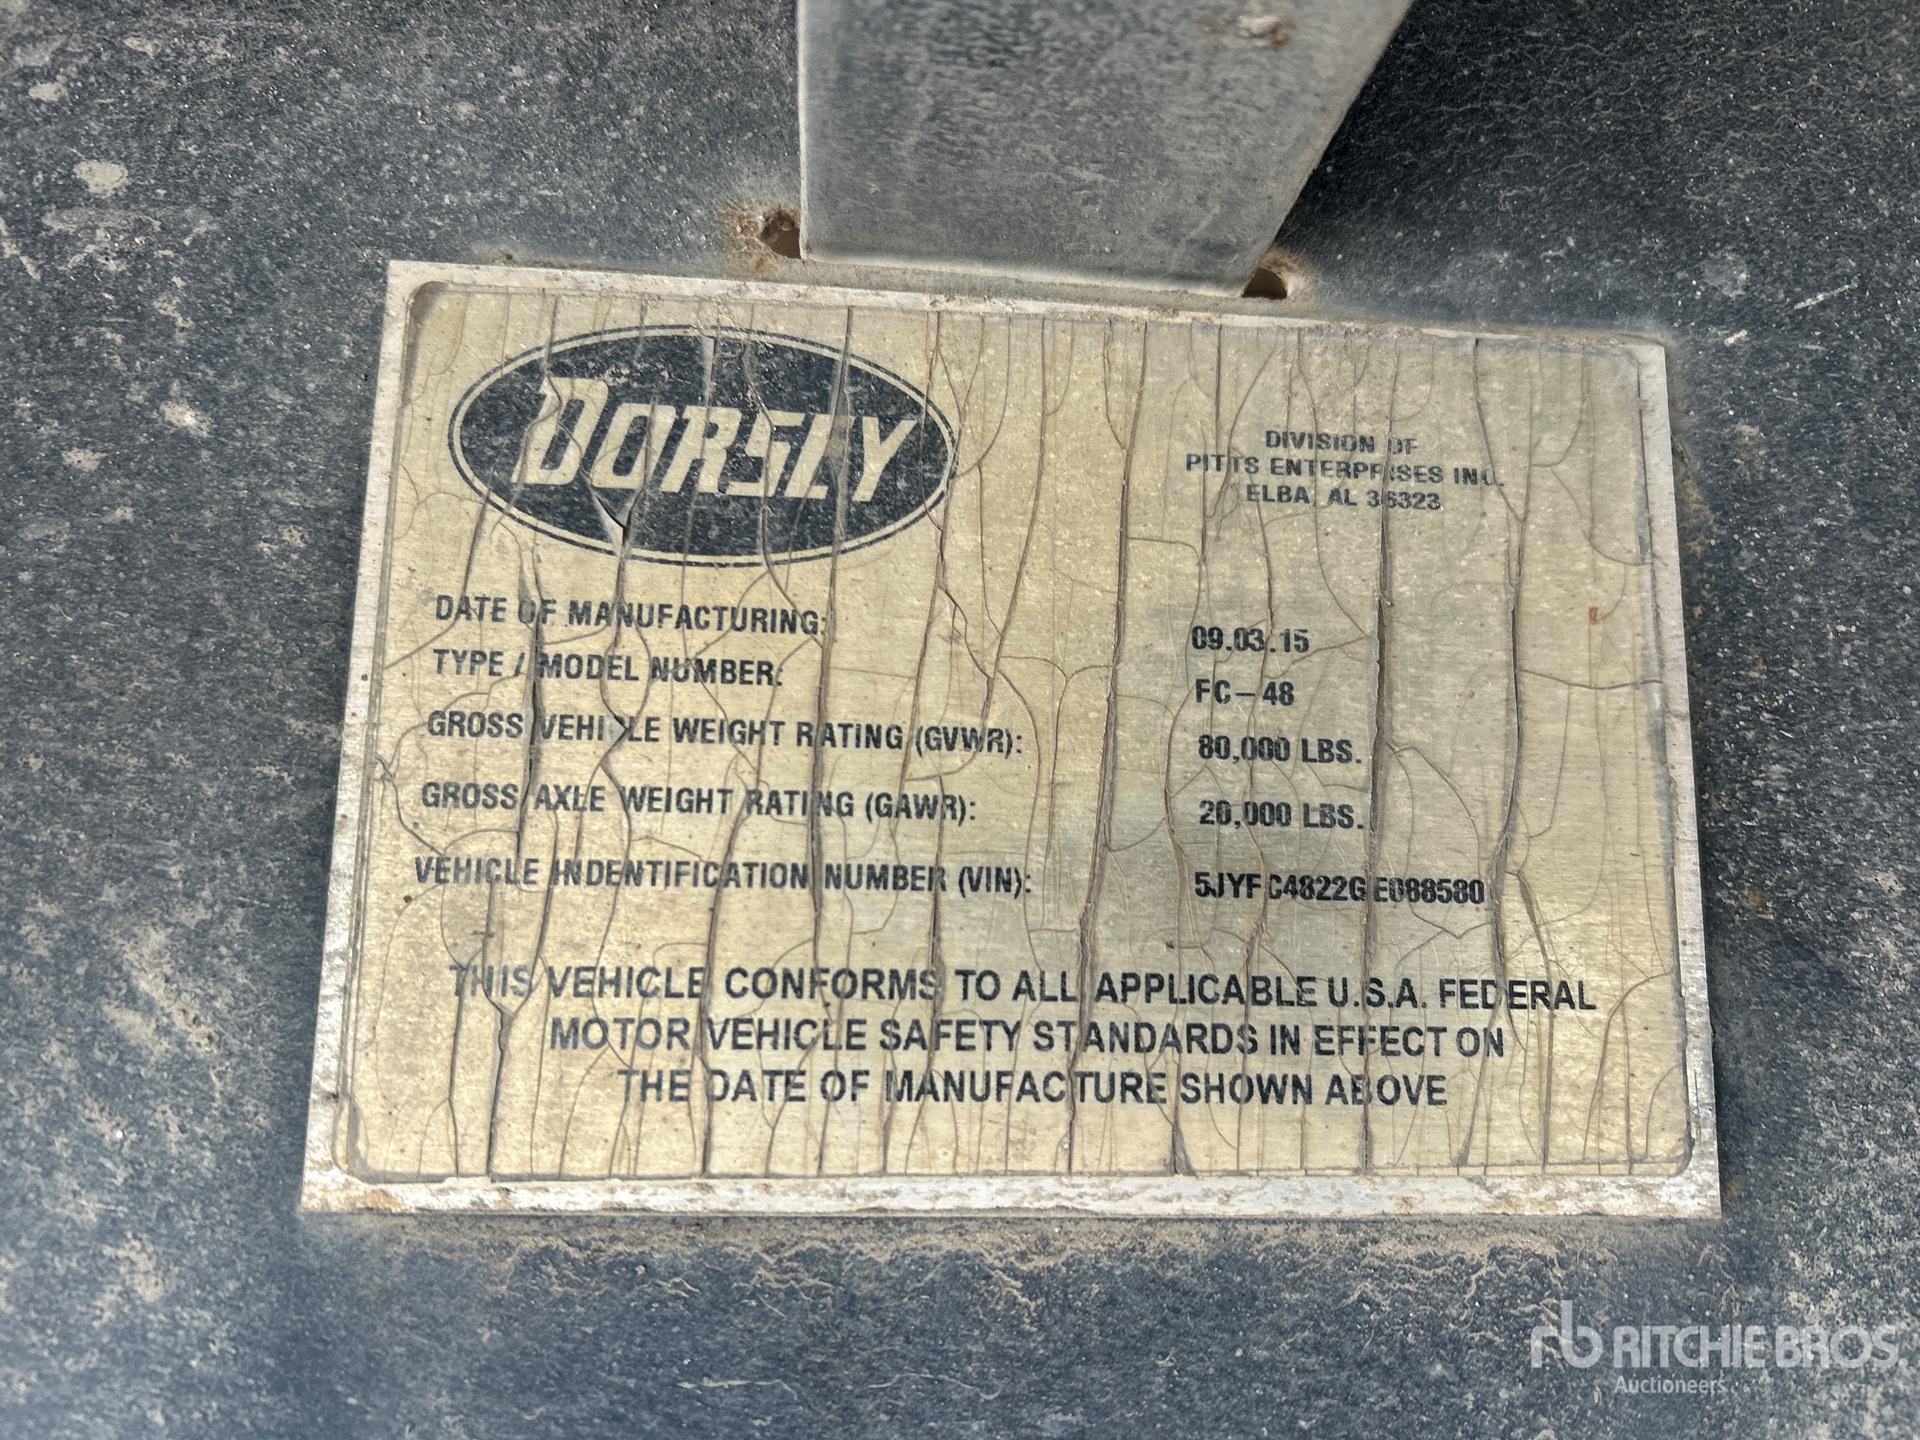 DORSEY
DIVISION OF
PITTS ENTERPRISES INC.
ELBA, AL 36323
DATE OF MANUFACTURING: 09.03.15
TYPE / MODEL NUMBER: FC-48
GROSS VEHICLE WEIGHT RATING (GVWR): 80,000 LBS.
GROSS AXLE WEIGHT RATING (GAWR): 20,000 LBS.
VEHICLE INDENTIFICATION NUMBER (VIN): 5JYFC4822GE088580
THIS VEHICLE CONFORMS TO ALL APPLICABLE U.S.A. FEDERAL
MOTOR VEHICLE SAFETY STANDARDS IN EFFECT ON
THE DATE OF MANUFACTURE SHOWN ABOVE
rb RITCHIE BROS.
Auctioneers